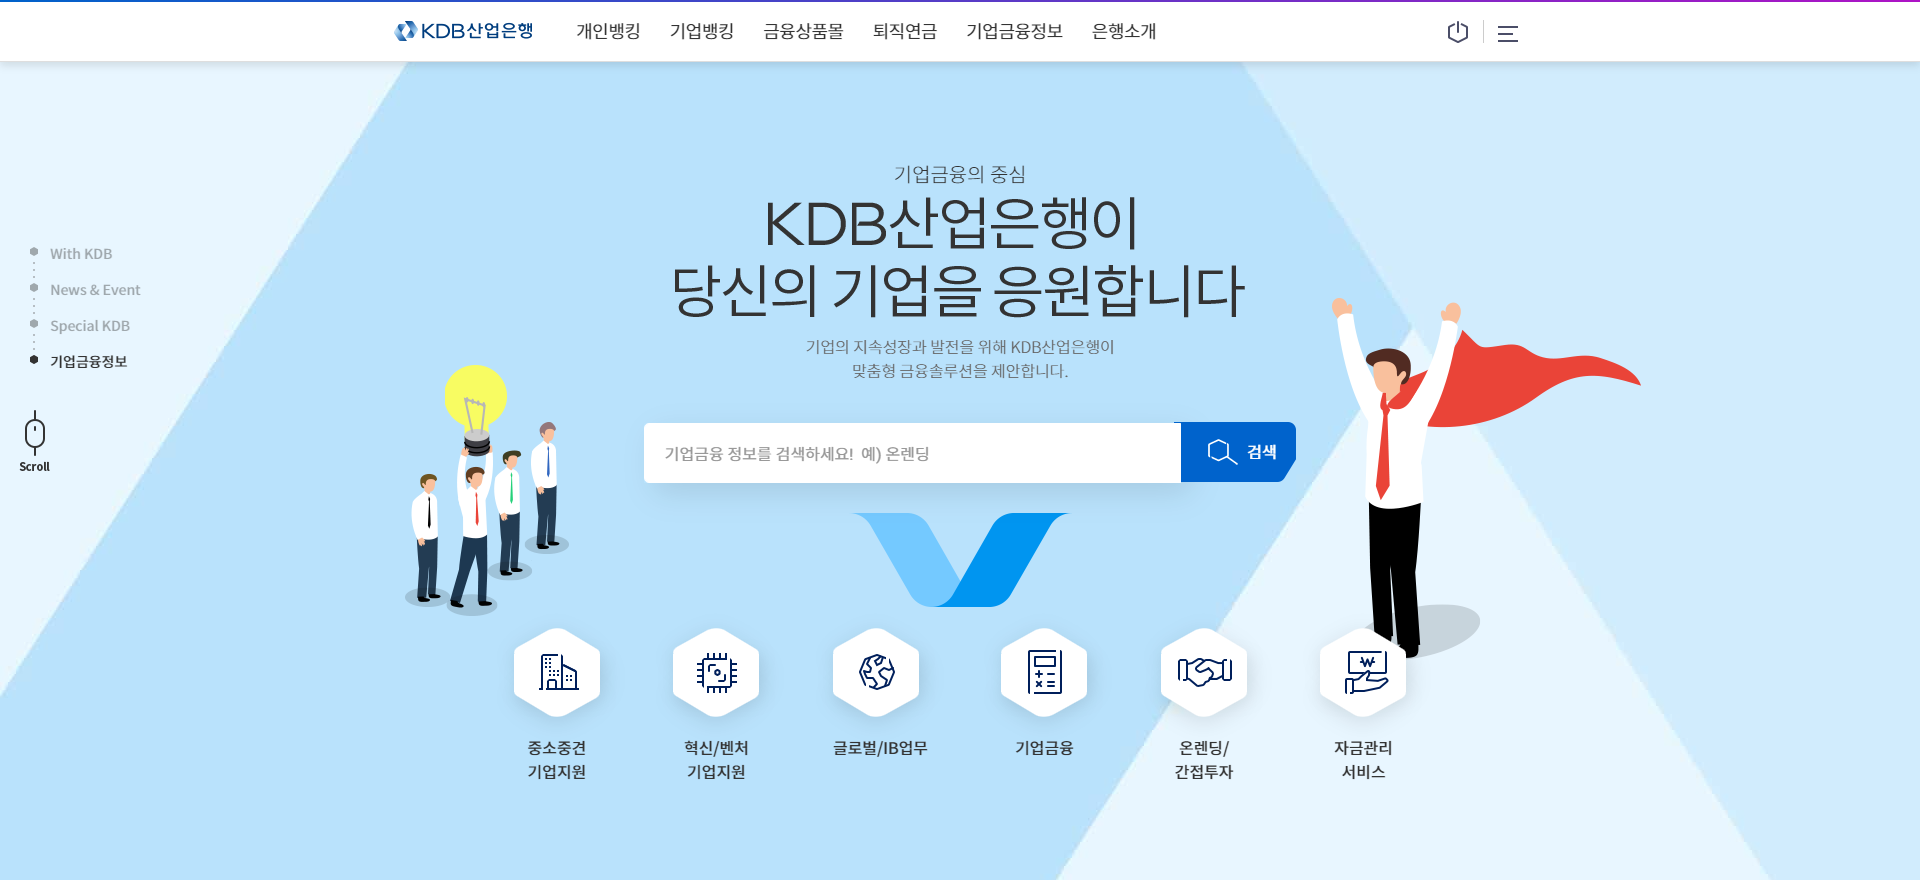 KDB산업은행
개인뱅킹 기업뱅킹 금융상품몰 퇴직연금 기업금융정보 은행소개
With KDB
News & Event
Special KDB
기업금융정보
Scroll
기업금융의 중심
KDB산업은행이
당신의 기업을 응원합니다
기업의 지속성장과 발전을 위해 KDB산업은행이
맞춤형 금융솔루션을 제안합니다.
기업금융 정보를 검색하세요! 예) 온렌딩
검색
중소중견
기업지원
혁신/벤처
기업지원
글로벌/IB업무
기업금융
온렌딩/
간접투자
자금관리
서비스